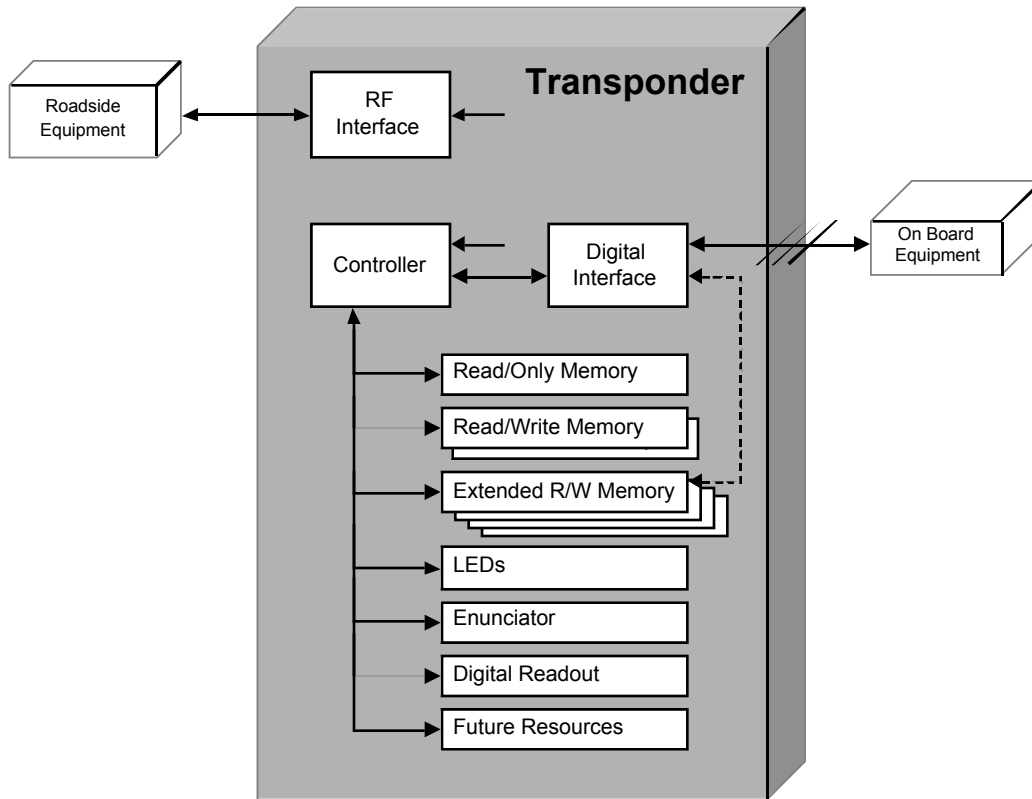 Transponder
Roadside
Equipment
RF
Interface
On Board
Equipment
Controller
Digital
Interface
Read/Only Memory
Read/Write Memory
Extended R/W Memory
LEDs
Enunciator
Digital Readout
Future Resources